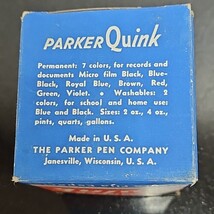 PARKER Quink
Permanent: 7 colors, for records and
documents Micro film Black, Blue-
Black, Royal Blue, Brown, Red,
Green, Violet. • Washables: 2
colors, for school and home use:
Blue and Black. Sizes: 2 oz., 4 oz.,
pints, quarts, gallons.
Made in U. S. A.
THE PARKER PEN COMPANY
Janesville, Wisconsin, U. S. A.